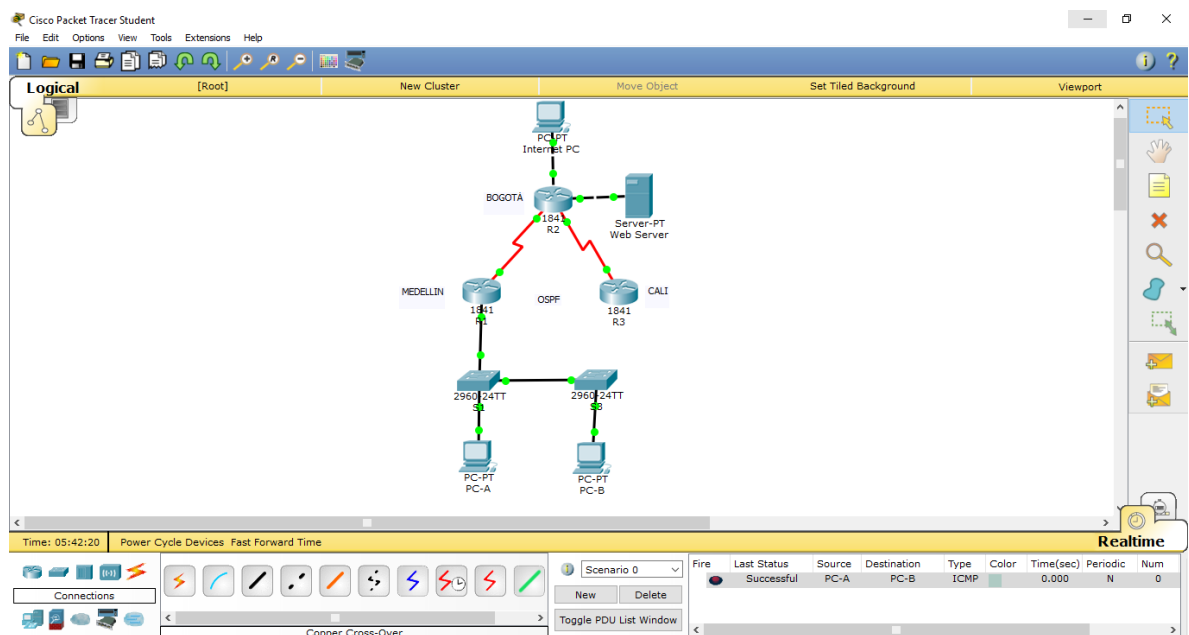 Cisco Packet Tracer Student
File Edit Options View Tools Extensions Help
Logical [Root] New Cluster Move Object Set Tiled Background Viewport
PC-PT
Internet PC
BOGOTÁ
1841
R2
Server-PT
Web Server
MEDELLIN
1841
R1
OSPF
CALI
1841
R3
2960-24TT
S1
2960-24TT
S3
PC-PT
PC-A
PC-PT
PC-B
Time: 05:42:20 Power Cycle Devices Fast Forward Time Realtime
Connections
Copper Cross-Over
Scenario 0
New Delete
Toggle PDU List Window
Fire Last Status Source Destination Type Color Time(sec) Periodic Num
Successful PC-A PC-B ICMP 0.000 N 0